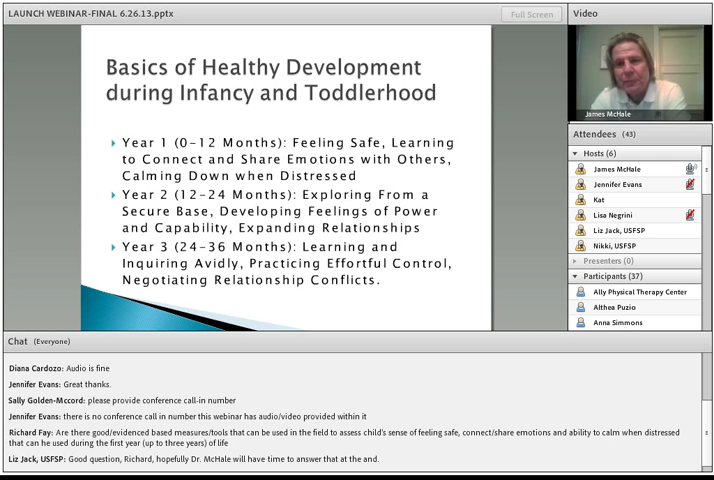 LAUNCH WEBINAR-FINAL 6.26.13.pptx
Full Screen
Basics of Healthy Development
during Infancy and Toddlerhood
Year 1 (0-12 Months): Feeling Safe, Learning
to Connect and Share Emotions with Others,
Calming Down when Distressed
Year 2 (12-24 Months): Exploring From a
Secure Base, Developing Feelings of Power
and Capability, Expanding Relationships
Year 3 (24-36 Months): Learning and
Inquiring Avidly, Practicing Effortful Control,
Negotiating Relationship Conflicts.
Video
James McHale
Attendees (43)
Hosts (6)
James McHale
Jennifer Evans
Kat
Lisa Negrini
Liz Jack, USFSP
Nikki, USFSP
Presenters (0)
Participants (37)
Ally Physical Therapy Center
Althea Puzio
Anna Simmons
Chat (Everyone)
Diana Cardozo: Audio is fine
Jennifer Evans: Great thanks.
Sally Golden-Mccord: please provide conference call-in number
Jennifer Evans: there is no conference call in number this webinar has audio/video provided within it
Richard Fay: Are there good/evidenced based measures/tools that can be used in the field to assess child's sense of feeling safe, connect/share emotions and ability to calm when distressed
that can he used during the first year (up to three years) of life
Liz Jack, USFSP: Good question, Richard, hopefully Dr. McHale will have time to answer that at the and.